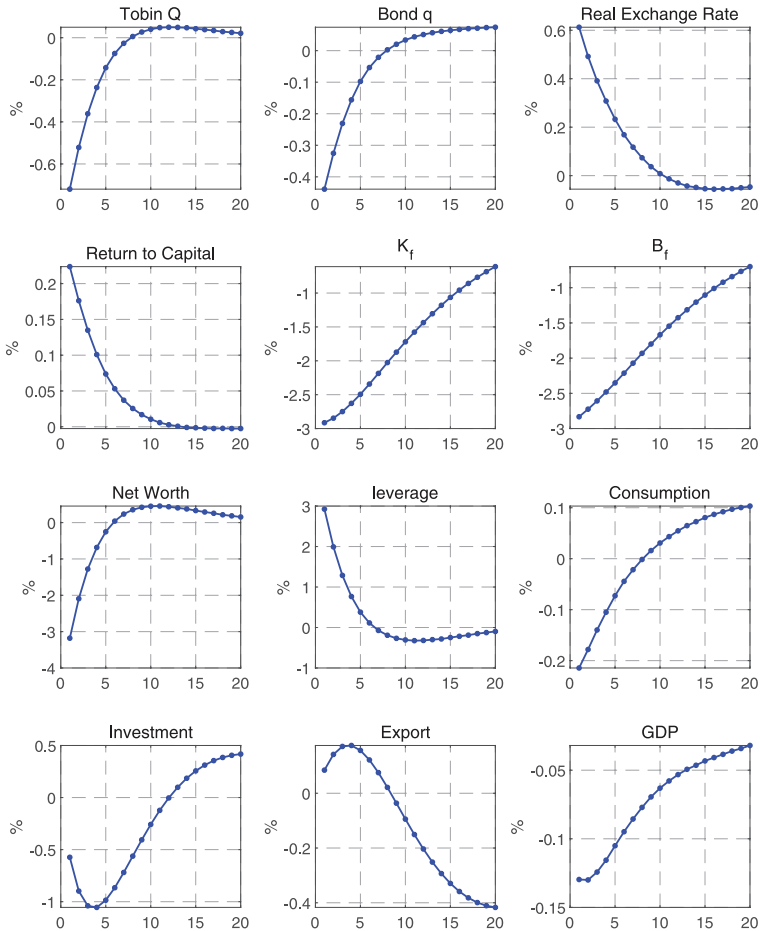 Tobin Q
Bond q
Real Exchange Rate
%
0
-0.2
-0.4
-0.6
0 5 10 15 20
%
0
-0.1
-0.2
-0.3
-0.4
0 5 10 15 20
%
0.6
0.4
0.2
0
0 5 10 15 20
Return to Capital
K_f
B_f
%
0.2
0.15
0.1
0.05
0
0 5 10 15 20
%
-1
-1.5
-2
-2.5
-3
0 5 10 15 20
%
-1
-1.5
-2
-2.5
-3
0 5 10 15 20
Net Worth
leverage
Consumption
%
0
-1
-2
-3
-4
0 5 10 15 20
%
3
2
1
0
-1
0 5 10 15 20
%
0.1
0
-0.1
-0.2
0 5 10 15 20
Investment
Export
GDP
%
0.5
0
-0.5
-1
0 5 10 15 20
%
0
-0.2
-0.4
0 5 10 15 20
%
-0.05
-0.1
-0.15
0 5 10 15 20